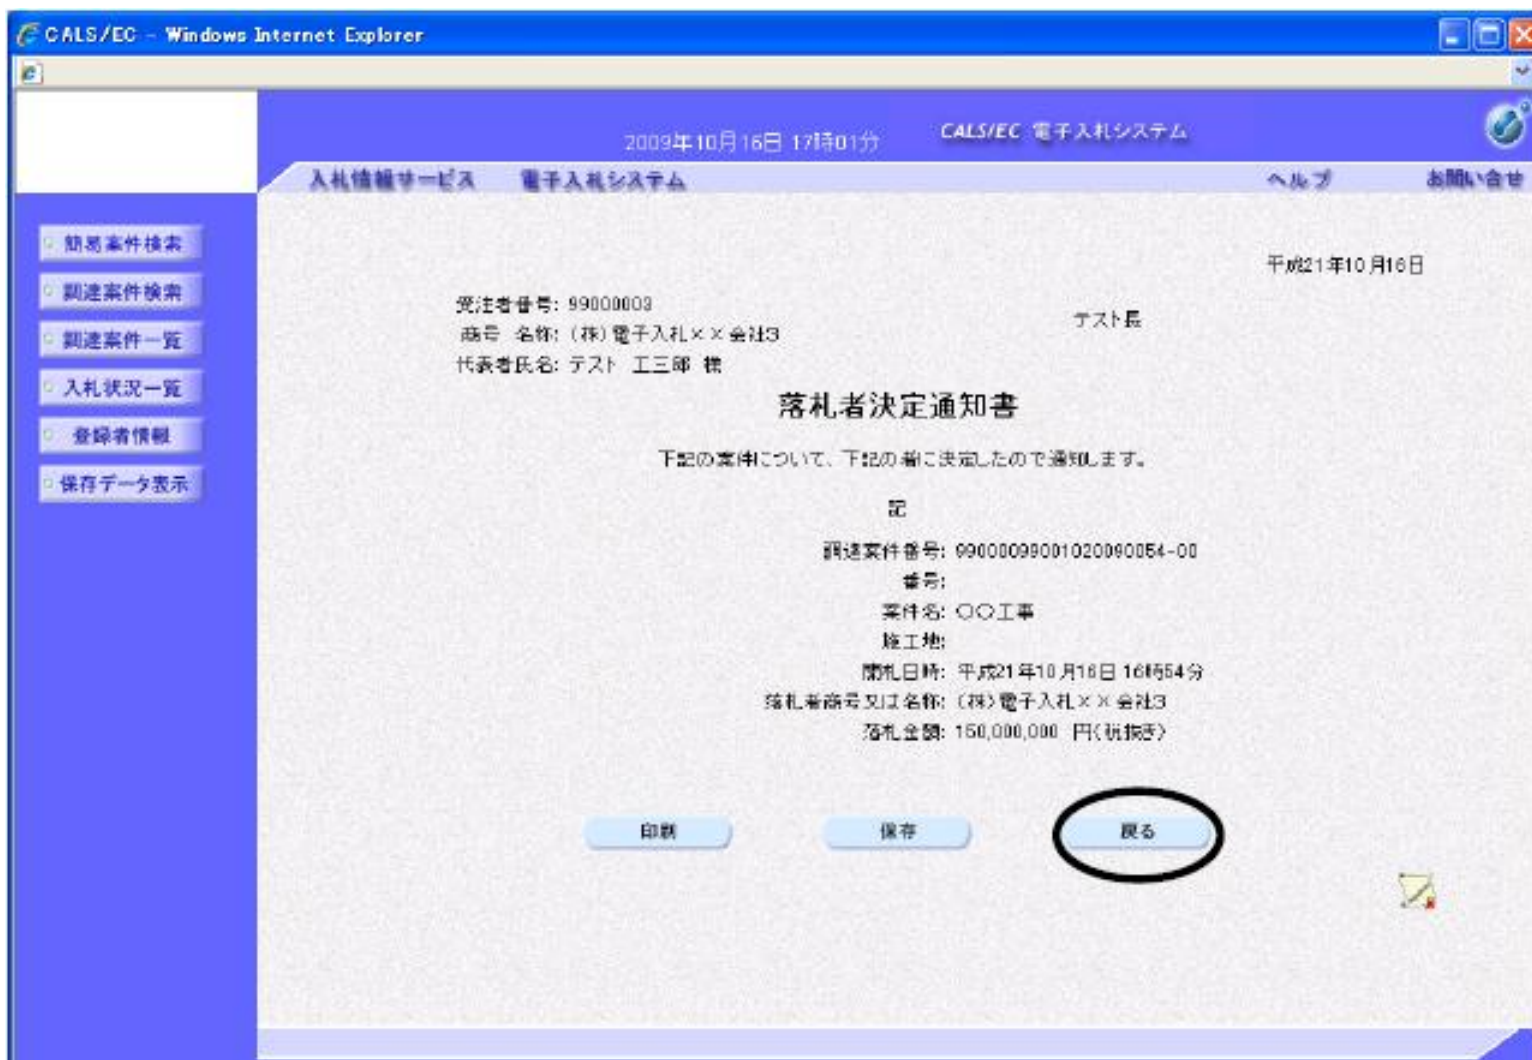 CALS/EC - Windows Internet Explorer
2009年10月16日 17時01分
CALS/EC 電子入札システム
入札情報サービス 電子入札システム ヘルプ お問い合せ
簡易案件検索
調達案件検索
調達案件一覧
入札状況一覧
登録者情報
保存データ表示
平成21年10月16日
受注者番号: 99000003
商号 名称: (株)電子入札××会社3
代表者氏名: テスト 工三郎 様
テスト長
落札者決定通知書
下記の案件について、下記の者に決定したので通知します。
記
調達案件番号: 99000099001020090054-00
番号:
案件名: 〇〇工事
施工地:
開札日時: 平成21年10月16日 16時54分
落札者商号又は名称: (株)電子入札××会社3
落札金額: 150,000,000 円(税抜き)
印刷 保存 戻る